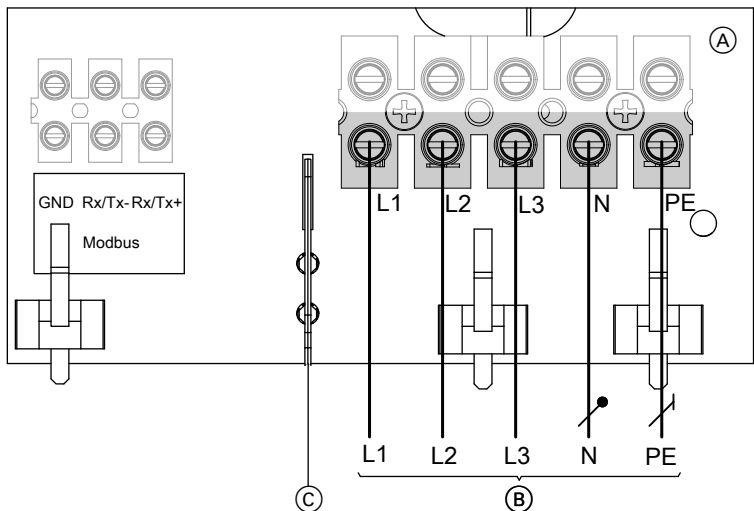 A
L1 L2 L3 N PE
GND Rx/Tx- Rx/Tx+
Modbus
L1 L2 L3 N PE
C B